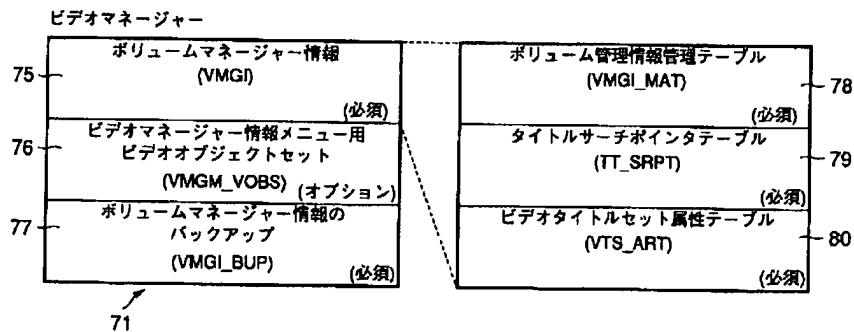 ビデオマネージャー
ボリュームマネージャー情報
(VMGI)
(必須)
75
ビデオマネージャー情報メニュー用
ビデオオブジェクトセット
(VMGM_VOBS)
(オプション)
76
ボリュームマネージャー情報の
バックアップ
(VMGI_BUP)
(必須)
77
71
ボリューム管理情報管理テーブル
(VMGI_MAT)
(必須)
78
タイトルサーチポインタテーブル
(TT_SRPT)
(必須)
79
ビデオタイトルセット属性テーブル
(VTS_ART)
(必須)
80